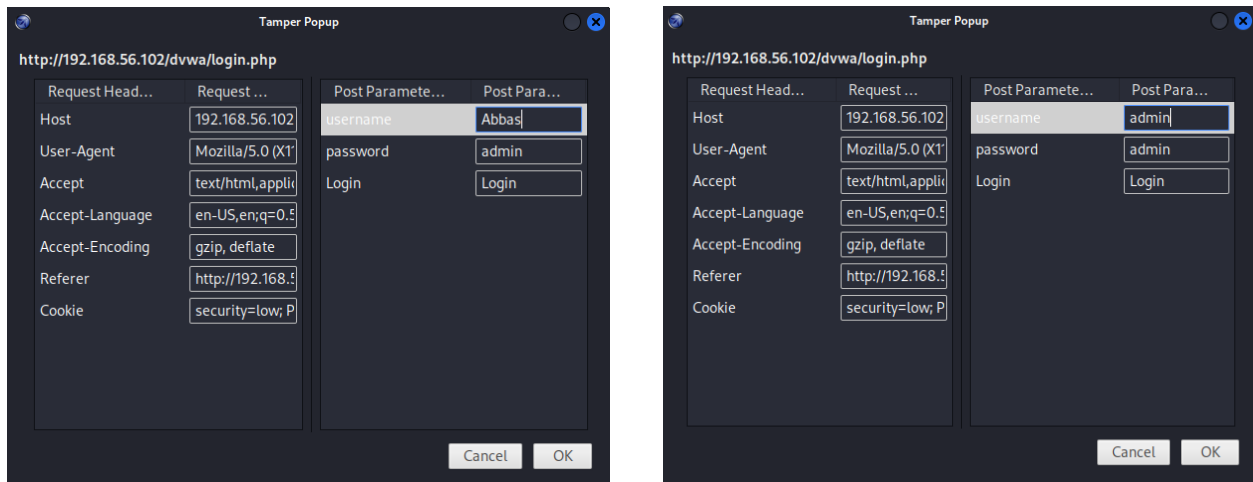 Tamper Popup
http://192.168.56.102/dvwa/login.php
Request Head... Request ... Post Paramete... Post Para...
Host 192.168.56.102 username Abbas
User-Agent Mozilla/5.0 (X1 password admin
Accept text/html,applic Login Login
Accept-Language en-US,en;q=0.5
Accept-Encoding gzip, deflate
Referer http://192.168.5
Cookie security=low; P
Cancel OK
Tamper Popup
http://192.168.56.102/dvwa/login.php
Request Head... Request ... Post Paramete... Post Para...
Host 192.168.56.102 username admin
User-Agent Mozilla/5.0 (X1 password admin
Accept text/html,applic Login Login
Accept-Language en-US,en;q=0.5
Accept-Encoding gzip, deflate
Referer http://192.168.5
Cookie security=low; P
Cancel OK